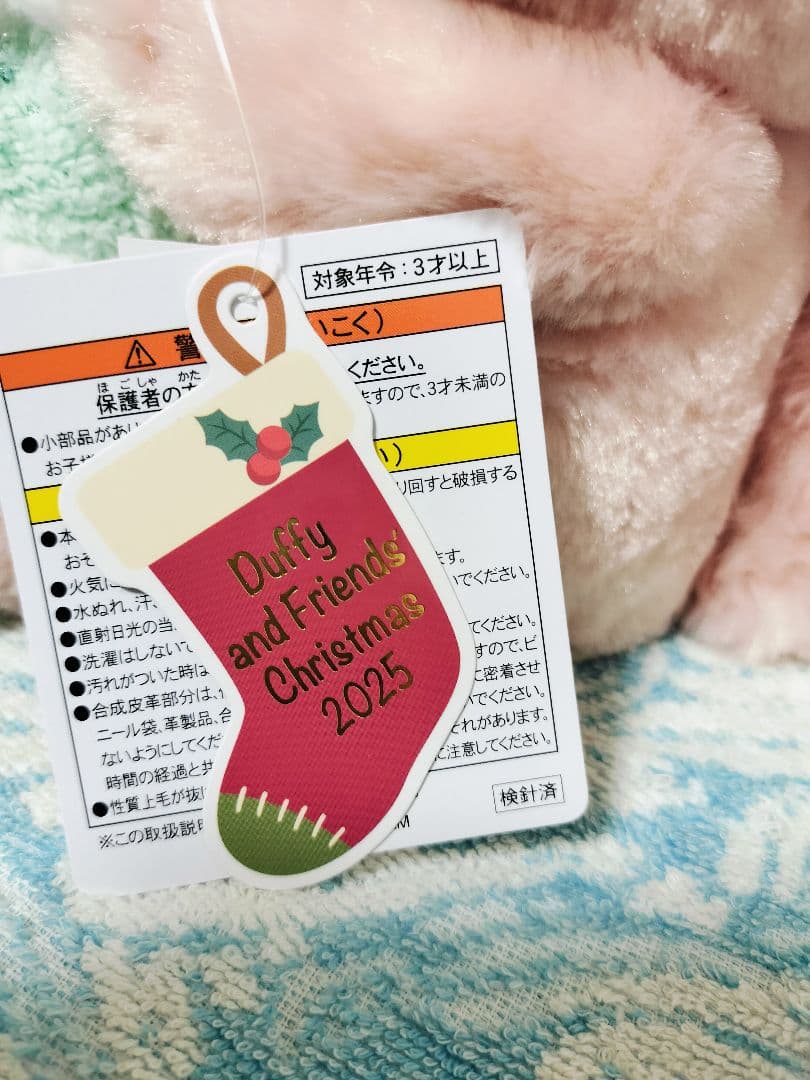 対象年令：3才以上
警
いこく）
ほごしゃ かた
保護者の
ください。
●小部品があり
ますので、3才未満の
お子様
い）
り回すと破損する
●本
おそ
ます。
●火気に
いでください。
●水ぬれ、汗、
●直射日光の当
てください。
●洗濯はしないで
すので、ビ
●汚れがついた時は
に密着させ
●合成皮革部分は、
いでください。
ニール袋、革製品、合
それがあります。
ないようにしてくだ
に注意してください。
時間の経過と共
●性質上毛が抜け
検針済
※この取扱説明
Duffy
and Friends'
Christmas
2025